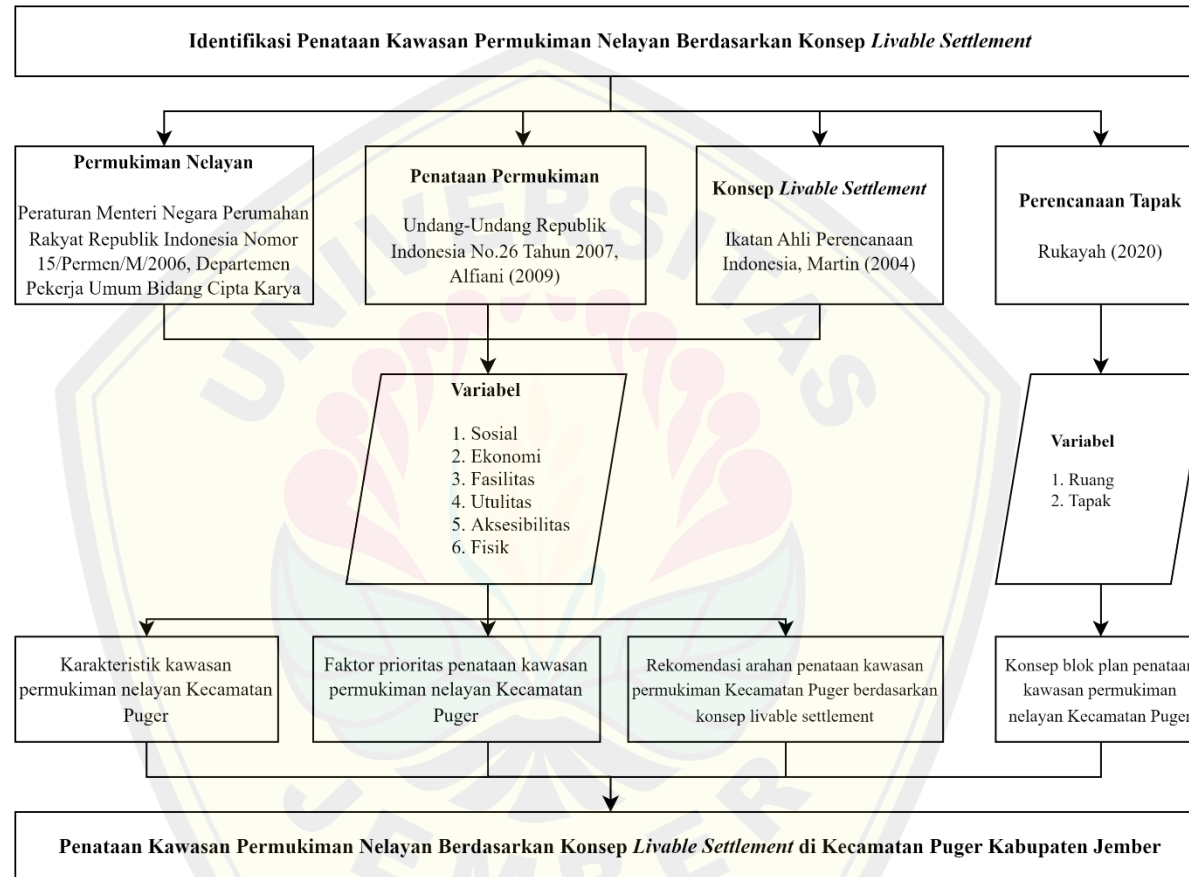 Identifikasi Penataan Kawasan Permukiman Nelayan Berdasarkan Konsep Livable Settlement
Permukiman Nelayan
Peraturan Menteri Negara Perumahan
Rakyat Republik Indonesia Nomor
15/Permen/M/2006, Departemen
Pekerja Umum Bidang Cipta Karya
Penataan Permukiman
Undang-Undang Republik
Indonesia No.26 Tahun 2007,
Alfiani (2009)
Konsep Livable Settlement
Ikatan Ahli Perencanaan
Indonesia, Martin (2004)
Perencanaan Tapak
Rukayah (2020)
Variabel
1. Sosial
2. Ekonomi
3. Fasilitas
4. Utulitas
5. Aksesibilitas
6. Fisik
Variabel
1. Ruang
2. Tapak
Karakteristik kawasan
permukiman nelayan Kecamatan
Puger
Faktor prioritas penataan kawasan
permukiman nelayan Kecamatan
Puger
Rekomendasi arahan penataan kawasan
permukiman Kecamatan Puger berdasarkan
konsep livable settlement
Konsep blok plan penataan
kawasan permukiman
nelayan Kecamatan Puger
Penataan Kawasan Permukiman Nelayan Berdasarkan Konsep Livable Settlement di Kecamatan Puger Kabupaten Jember
UNIVERSITAS
JEMBER